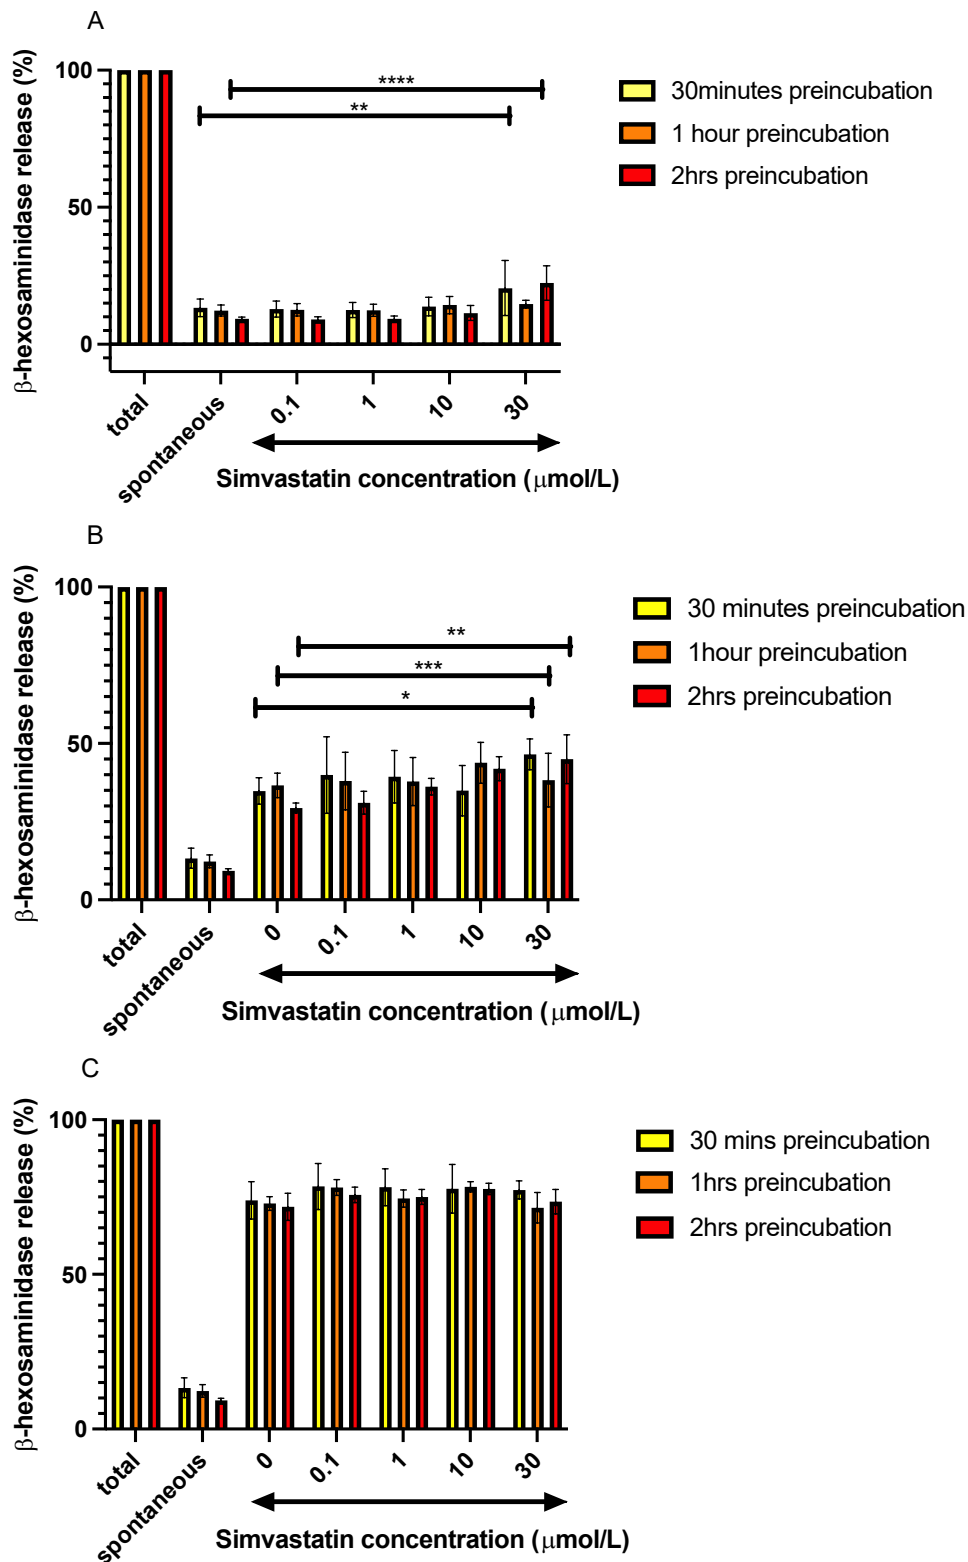 A
β-hexosaminidase release (%)
100
50
0
****
**
30minutes preincubation
1 hour preincubation
2hrs preincubation
total
spontaneous
0.1
1
10
30
Simvastatin concentration (μmol/L)
B
β-hexosaminidase release (%)
100
50
0
**
***
*
30 minutes preincubation
1hour preincubation
2hrs preincubation
total
spontaneous
0
0.1
1
10
30
Simvastatin concentration (μmol/L)
C
β-hexosaminidase release (%)
100
50
0
30 mins preincubation
1hrs preincubation
2hrs preincubation
total
spontaneous
0
0.1
1
10
30
Simvastatin concentration (μmol/L)